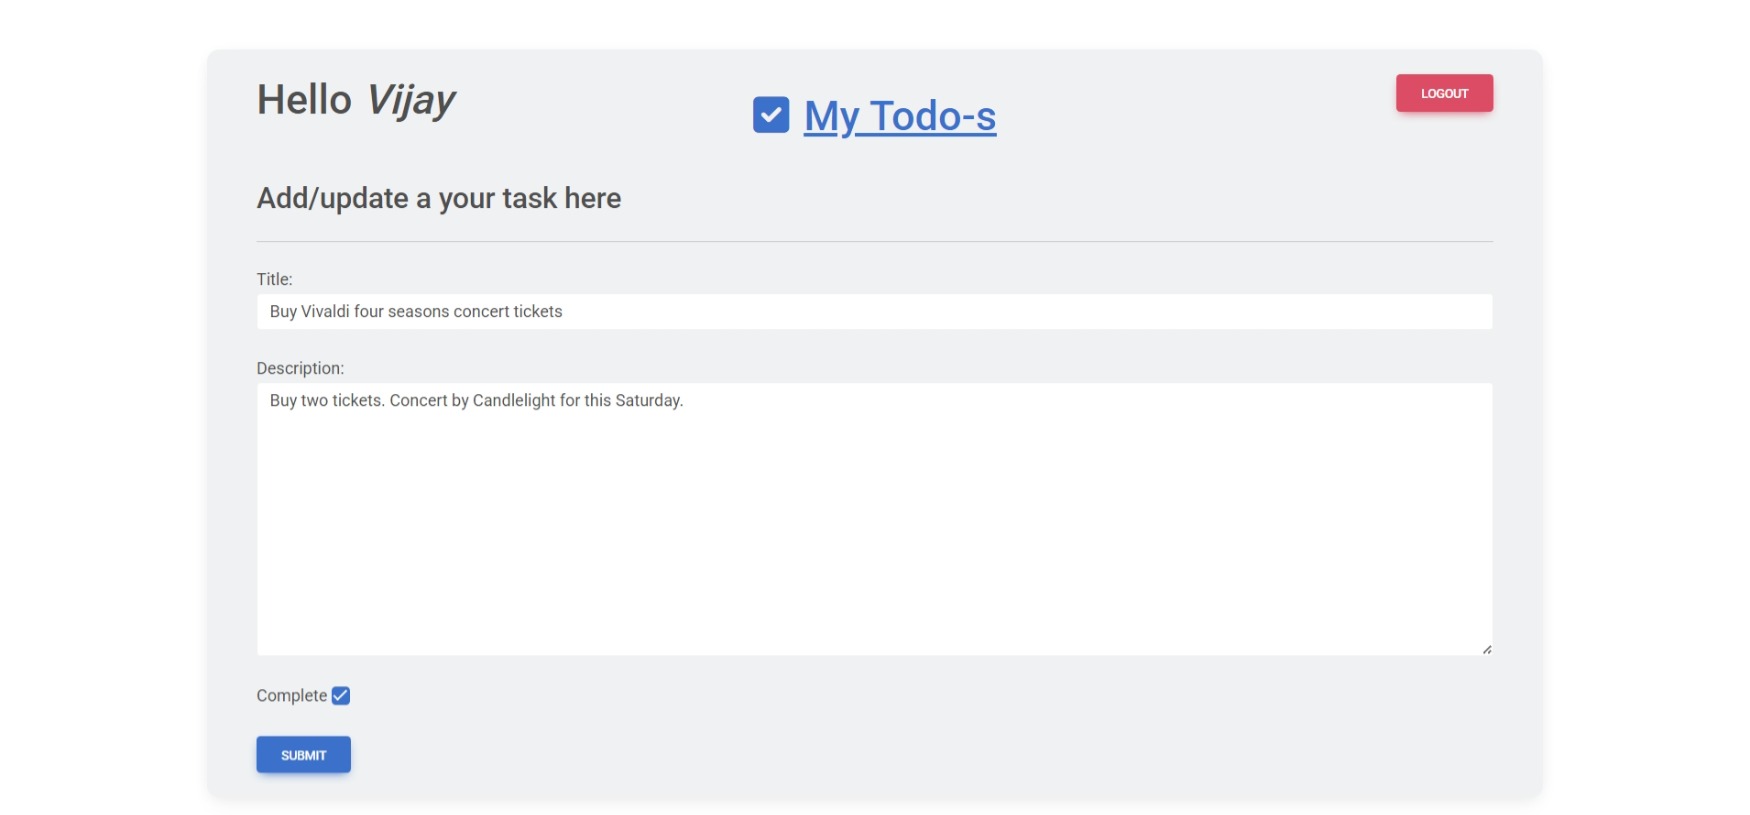 Hello Vijay
My Todo-s
LOGOUT
Add/update a your task here
Title:
Buy Vivaldi four seasons concert tickets
Description:
Buy two tickets. Concert by Candlelight for this Saturday.
Complete
SUBMIT